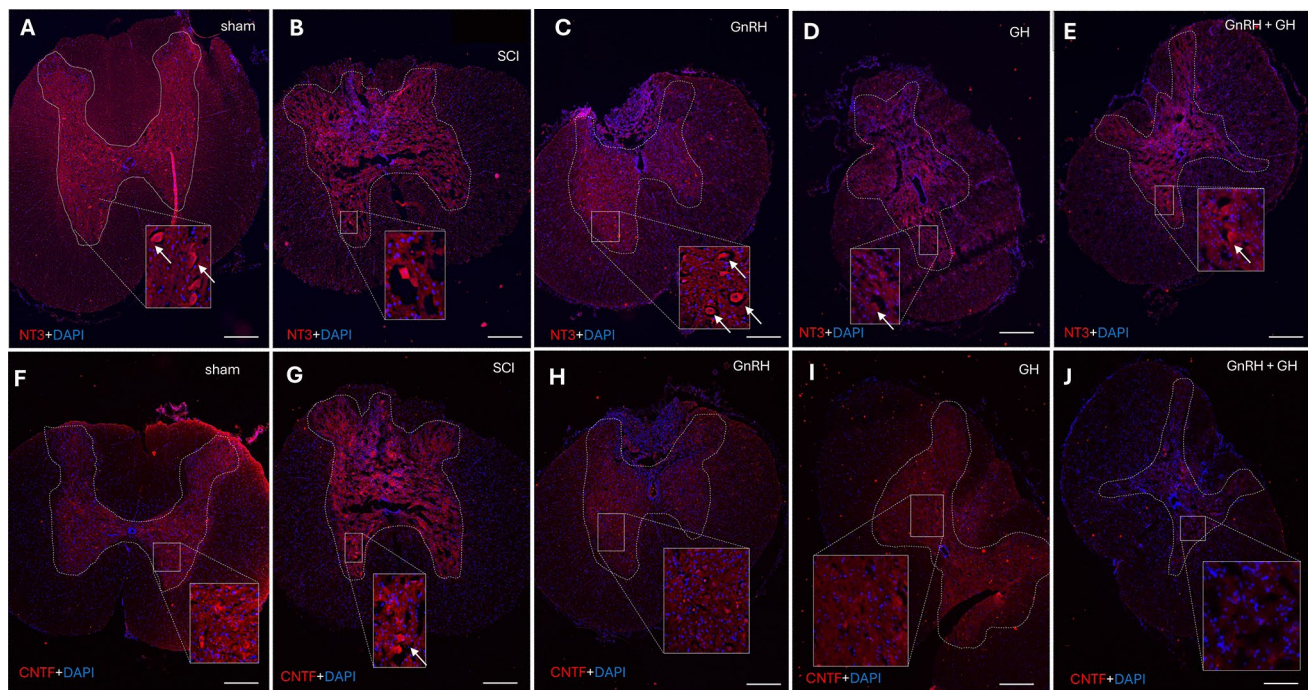 A
sham
NT3+DAPI
B
SCI
NT3+DAPI
C
GnRH
NT3+DAPI
D
GH
NT3+DAPI
E
GnRH + GH
NT3+DAPI
F
sham
CNTF+DAPI
G
SCI
CNTF+DAPI
H
GnRH
CNTF+DAPI
I
GH
CNTF+DAPI
J
GnRH + GH
CNTF+DAPI